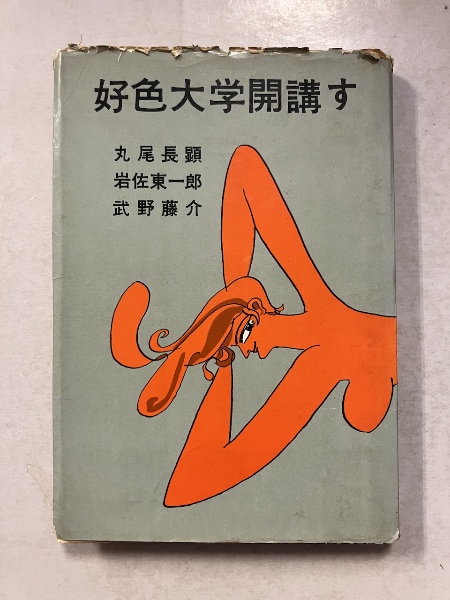 好色大学開講す
丸尾長顕
岩佐東一郎
武野藤介